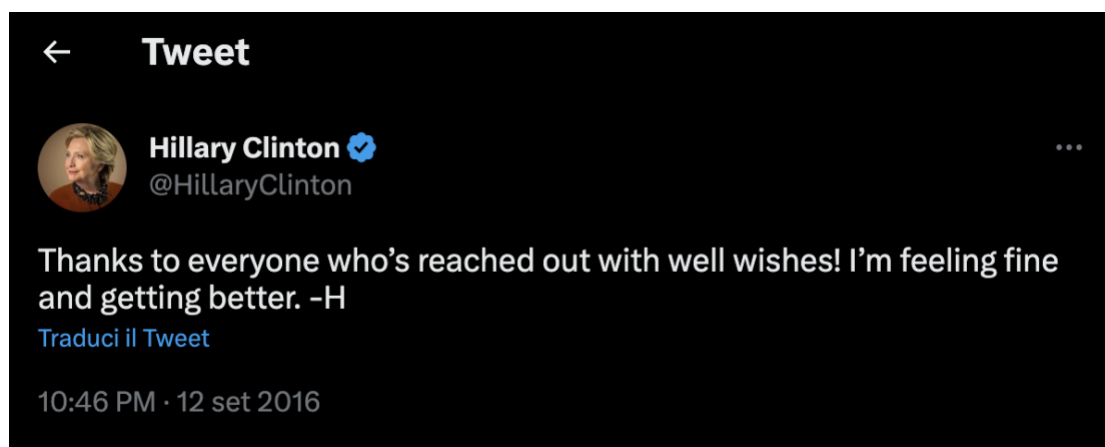 Tweet
Hillary Clinton
@HillaryClinton
Thanks to everyone who’s reached out with well wishes! I’m feeling fine
and getting better. -H
Traduci il Tweet
10:46 PM · 12 set 2016